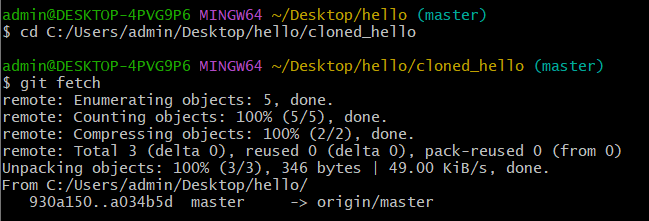 admin@DESKTOP-4PVG9P6 MINGW64 ~/Desktop/hello (master)
$ cd C:/Users/admin/Desktop/hello/cloned_hello
admin@DESKTOP-4PVG9P6 MINGW64 ~/Desktop/hello/cloned_hello (master)
$ git fetch
remote: Enumerating objects: 5, done.
remote: Counting objects: 100% (5/5), done.
remote: Compressing objects: 100% (2/2), done.
remote: Total 3 (delta 0), reused 0 (delta 0), pack-reused 0 (from 0)
Unpacking objects: 100% (3/3), 346 bytes | 49.00 KiB/s, done.
From C:/Users/admin/Desktop/hello/
   930a150..a034b5d  master     -> origin/master